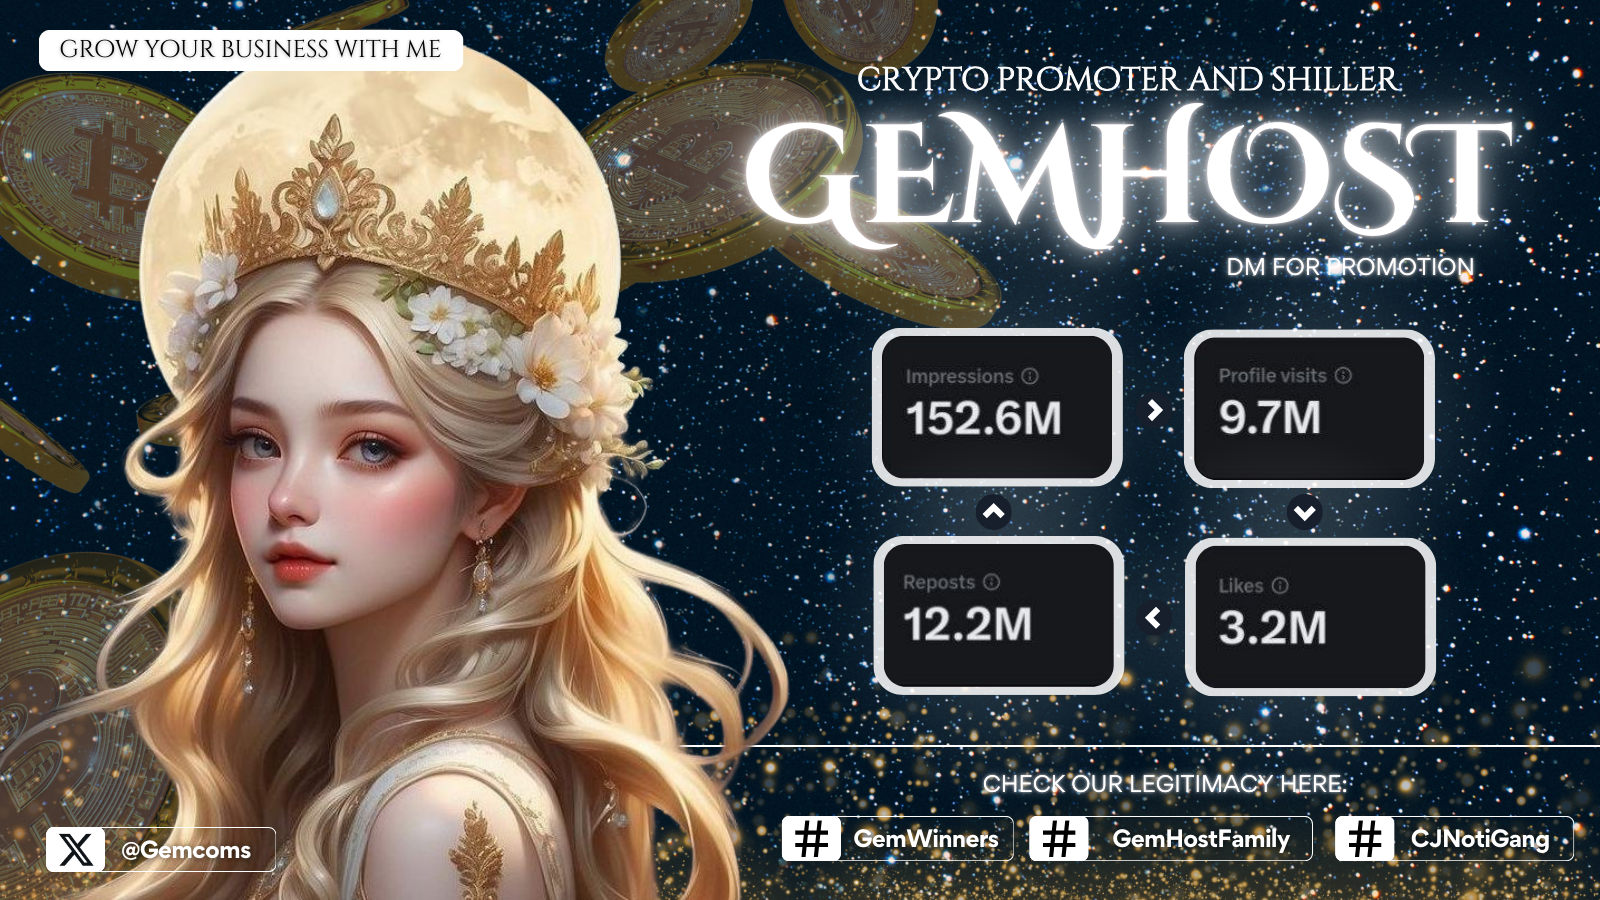 GROW YOUR BUSINESS WITH ME
CRYPTO PROMOTER AND SHILLER
GEMHOST
DM FOR PROMOTION
Impressions
152.6M
Profile visits
9.7M
Reposts
12.2M
Likes
3.2M
CHECK OUR LEGITIMACY HERE:
# GemWinners
# GemHostFamily
# CJNotiGang
X @Gemcoms